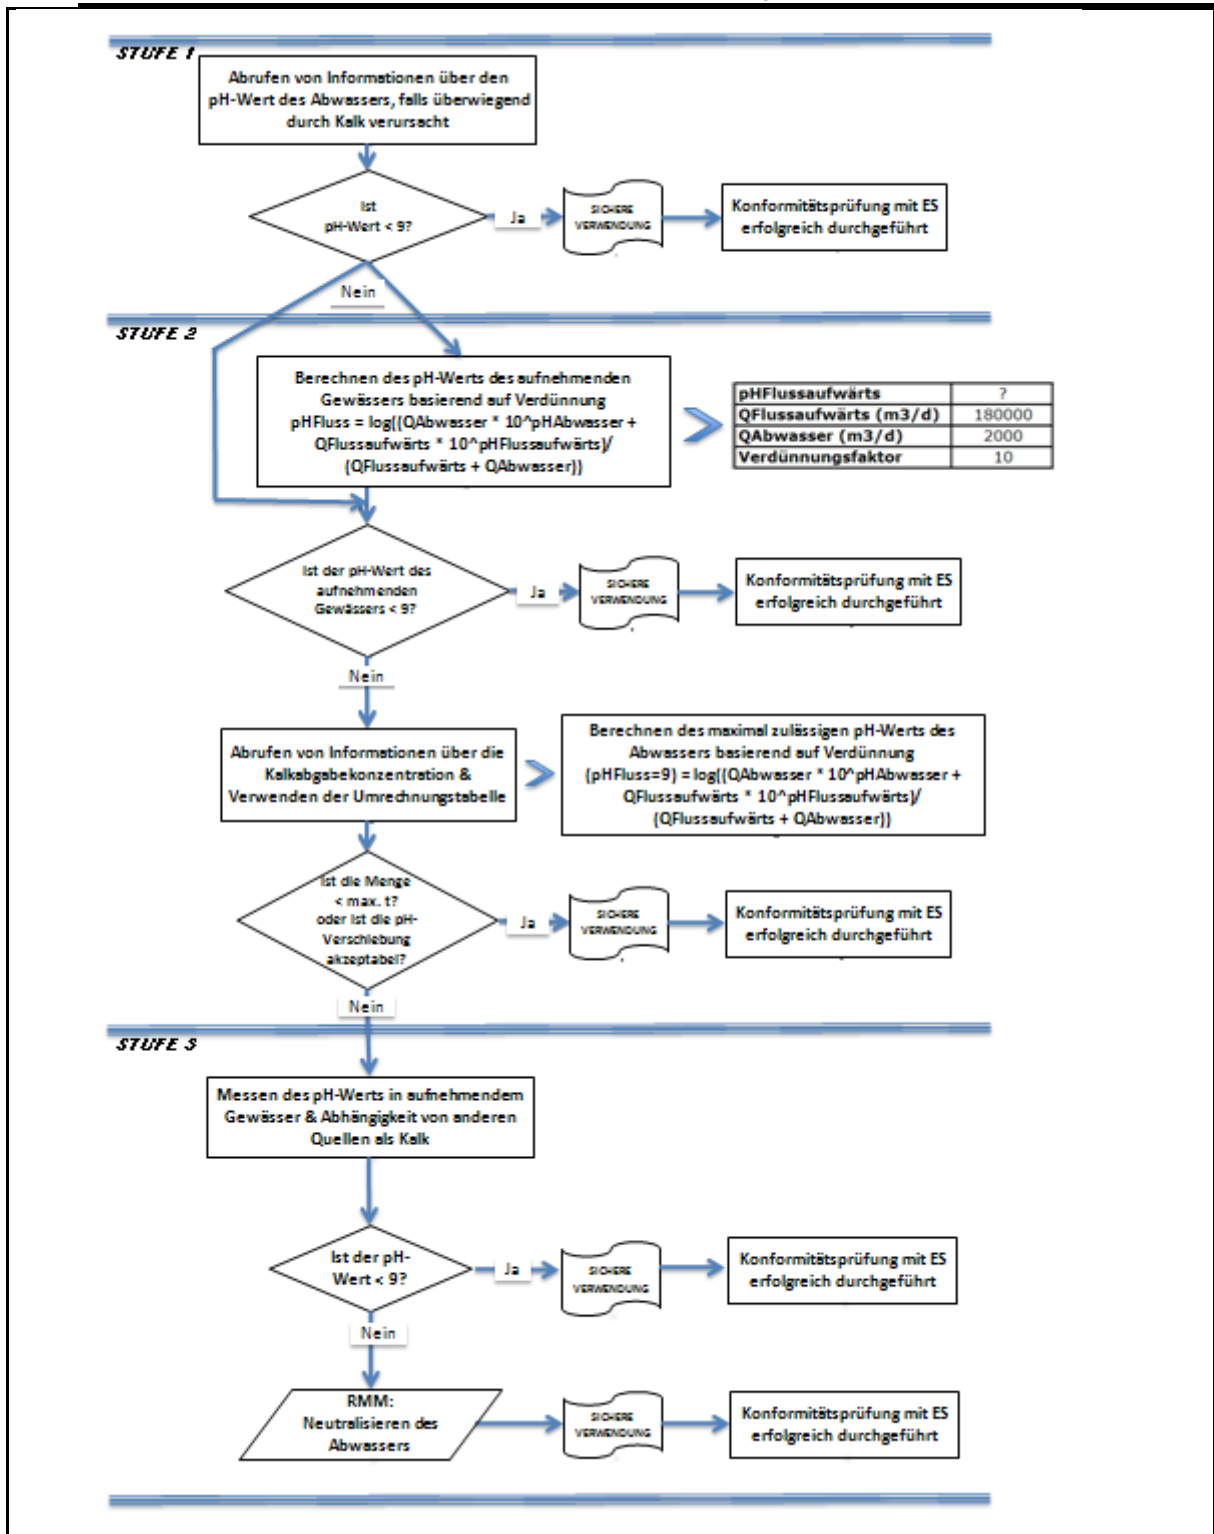 STUFE 1
Abrufen von Informationen über den
pH-Wert des Abwassers, falls überwiegend
durch Kalk verursacht
Ist
pH-Wert < 9?
Ja
SICHERE
VERWENDUNG
Konformitätsprüfung mit ES
erfolgreich durchgeführt
Nein
STUFE 2
Berechnen des pH-Werts des aufnehmenden
Gewässers basierend auf Verdünnung
pHFluss = log((QAbwasser * 10^pHAbwasser +
QFlussaufwärts * 10^pHFlussaufwärts)/
(QFlussaufwärts + QAbwasser))
pHFlussaufwärts ?
QFlussaufwärts (m3/d) 180000
QAbwasser (m3/d) 2000
Verdünnungsfaktor 10
Ist der pH-Wert des
aufnehmenden
Gewässers < 9?
Ja
SICHERE
VERWENDUNG
Konformitätsprüfung mit ES
erfolgreich durchgeführt
Nein
Abrufen von Informationen über die
Kalkabgabekonzentration &
Verwenden der Umrechnungstabelle
Berechnen des maximal zulässigen pH-Werts des
Abwassers basierend auf Verdünnung
(pHFluss=9) = log((QAbwasser * 10^pHAbwasser +
QFlussaufwärts * 10^pHFlussaufwärts)/
(QFlussaufwärts + QAbwasser))
Ist die Menge
< max. t?
oder ist die pH-
Verschiebung
akzeptabel?
Ja
SICHERE
VERWENDUNG
Konformitätsprüfung mit ES
erfolgreich durchgeführt
Nein
STUFE 3
Messen des pH-Werts in aufnehmendem
Gewässer & Abhängigkeit von anderen
Quellen als Kalk
Ist der pH-
Wert < 9?
Ja
SICHERE
VERWENDUNG
Konformitätsprüfung mit ES
erfolgreich durchgeführt
Nein
RMM:
Neutralisieren des
Abwassers
SICHERE
VERWENDUNG
Konformitätsprüfung mit ES
erfolgreich durchgeführt